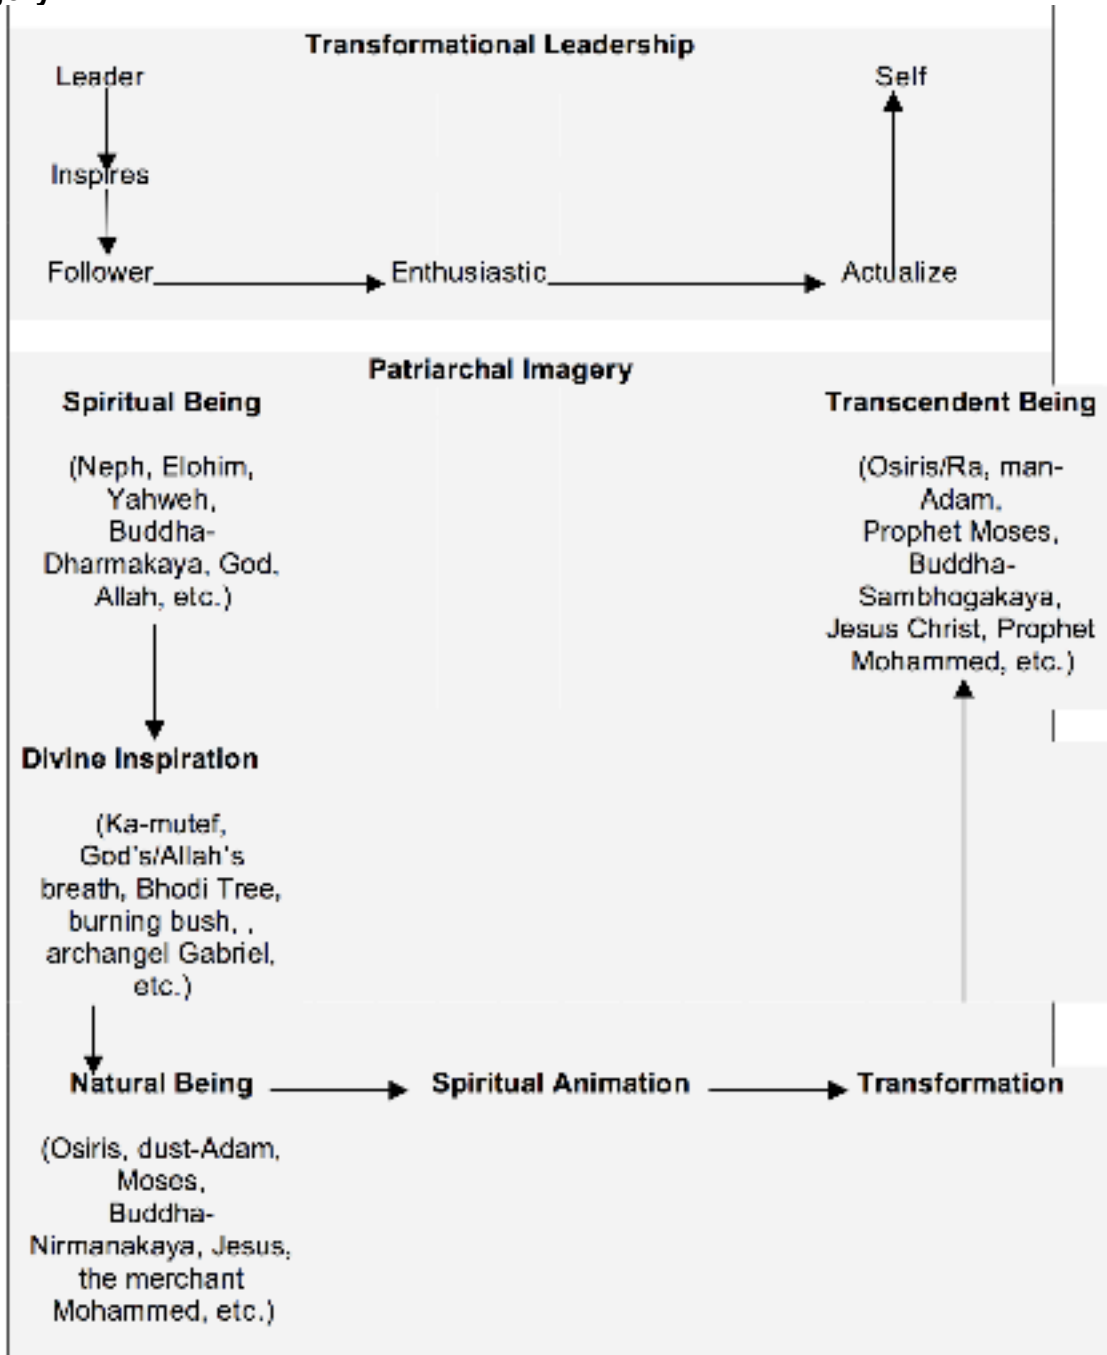 Transformational Leadership
Leader
Self
Inspires
Follower
Enthusiastic
Actualize
Patriarchal Imagery
Spiritual Being
(Neph, Elohim,
Yahweh,
Buddha-
Dharmakaya, God,
Allah, etc.)
Transcendent Being
(Osiris/Ra, man-
Adam,
Prophet Moses,
Buddha-
Sambhogakaya,
Jesus Christ, Prophet
Mohammed, etc.)
Divine Inspiration
(Ka-mutef,
God's/Allah's
breath, Bhodi Tree,
burning bush, ,
archangel Gabriel,
etc.)
Natural Being
Spiritual Animation
Transformation
(Osiris, dust-Adam,
Moses,
Buddha-
Nirmanakaya, Jesus,
the merchant
Mohammed, etc.)